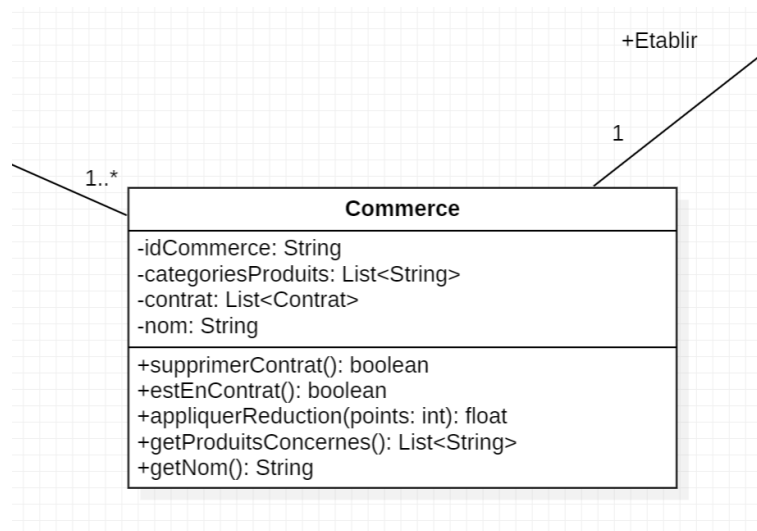 +Etablir
1
1..*
Commerce
-idCommerce: String
-categoriesProduits: List<String>
-contrat: List<Contrat>
-nom: String
+supprimerContrat(): boolean
+estEnContrat(): boolean
+appliquerReduction(points: int): float
+getProduitsConcernes(): List<String>
+getNom(): String